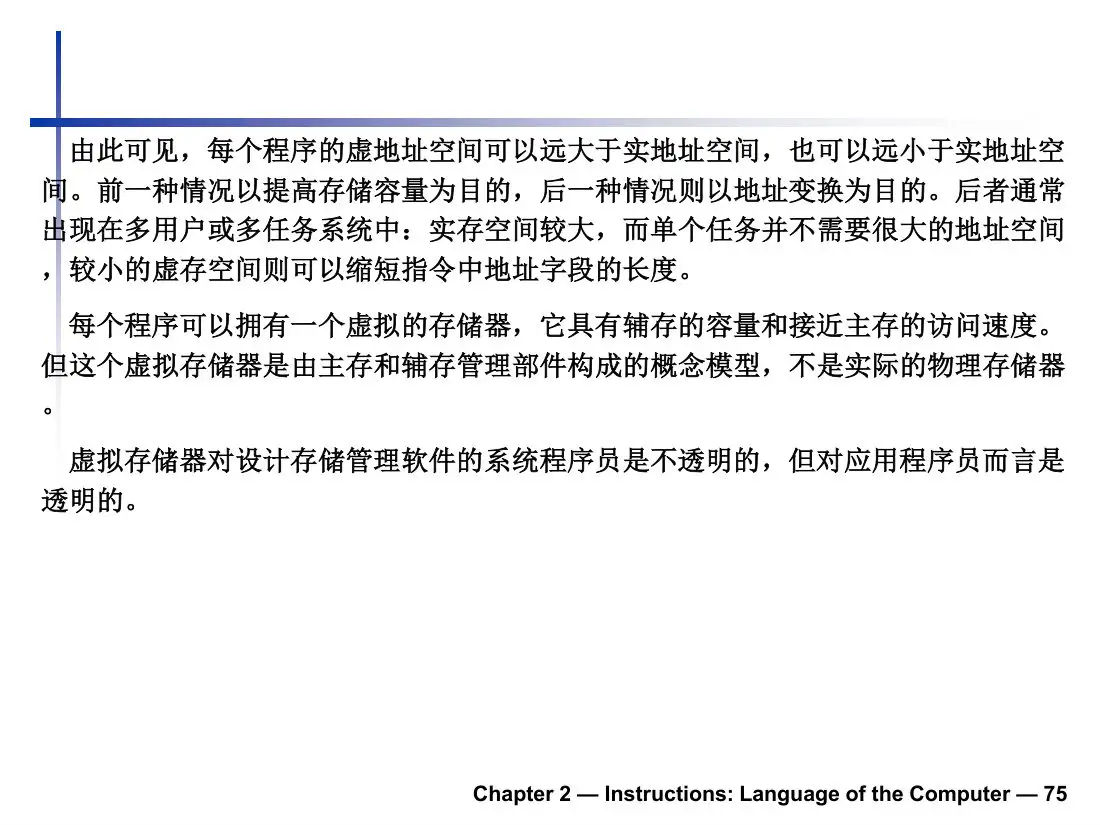 由此可见，每个程序的虚地址空间可以远大于实地址空间，也可以远小于实地址空
间。前一种情况以提高存储容量为目的，后一种情况则以地址变换为目的。后者通常
出现在多用户或多任务系统中：实存空间较大，而单个任务并不需要很大的地址空间
，较小的虚存空间则可以缩短指令中地址字段的长度。
每个程序可以拥有一个虚拟的存储器，它具有辅存的容量和接近主存的访问速度。
但这个虚拟存储器是由主存和辅存管理部件构成的概念模型，不是实际的物理存储器
。
虚拟存储器对设计存储管理软件的系统程序员是不透明的，但对应用程序员而言是
透明的。
Chapter 2 — Instructions: Language of the Computer — 75